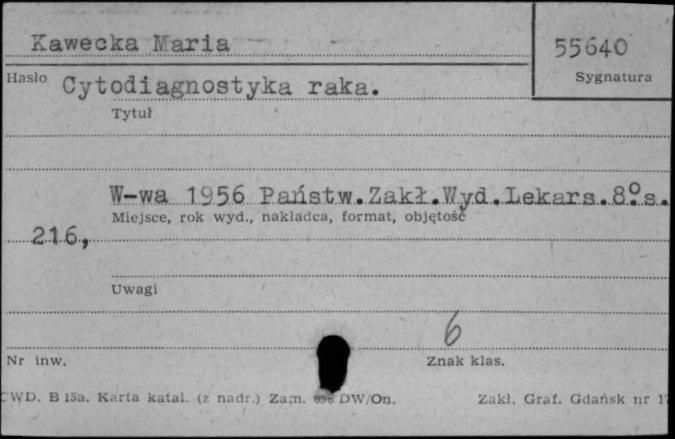 Kawecka Maria
55640
Hasło
Sygnatura
Cytodiagnostyka raka.
Tytuł
W-wa 1956 Państw.Zakł.Wyd.Lekars.8°.s.
Miejsce, rok wyd., nakładca, format, objętość
216,
Uwagi
6
Nr inw.
Znak klas.
CWD. B 15a. Karta katal. (z nadr.) Zam. DW/On.
Zakł. Graf. Gdańsk nr